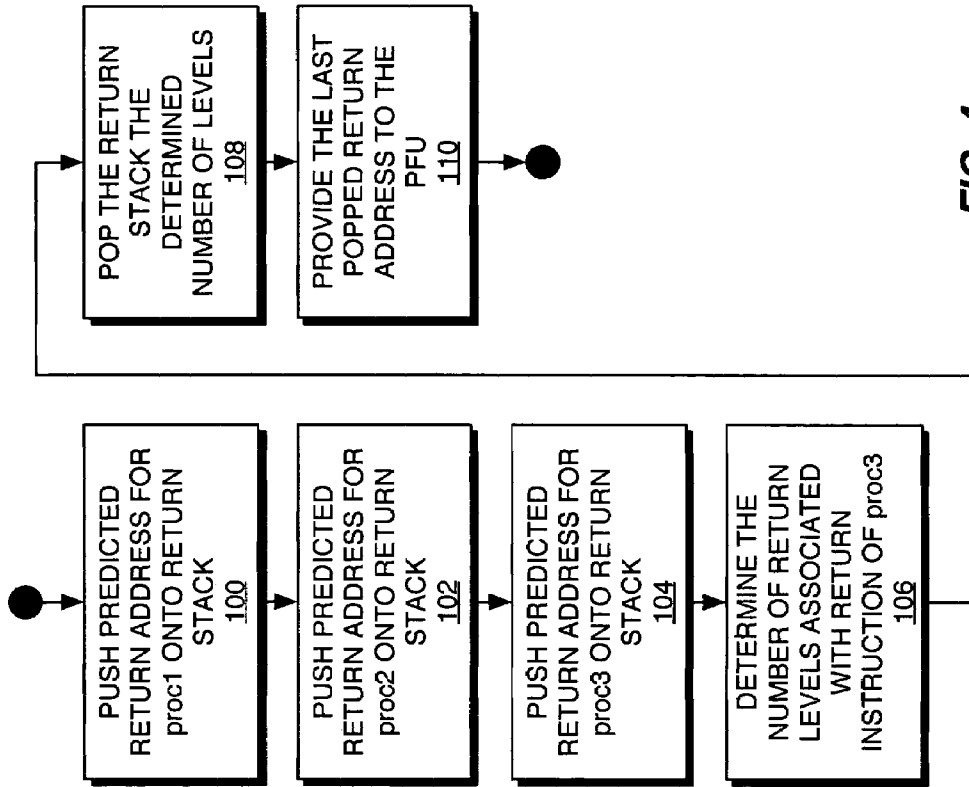 PUSH PREDICTED
RETURN ADDRESS FOR
proc1 ONTO RETURN
STACK
100
PUSH PREDICTED
RETURN ADDRESS FOR
proc2 ONTO RETURN
STACK
102
PUSH PREDICTED
RETURN ADDRESS FOR
proc3 ONTO RETURN
STACK
104
DETERMINE THE
NUMBER OF RETURN
LEVELS ASSOCIATED
WITH RETURN
INSTRUCTION OF proc3
106
POP THE RETURN
STACK THE
DETERMINED
NUMBER OF LEVELS
108
PROVIDE THE LAST
POPPED RETURN
ADDRESS TO THE
PFU
110